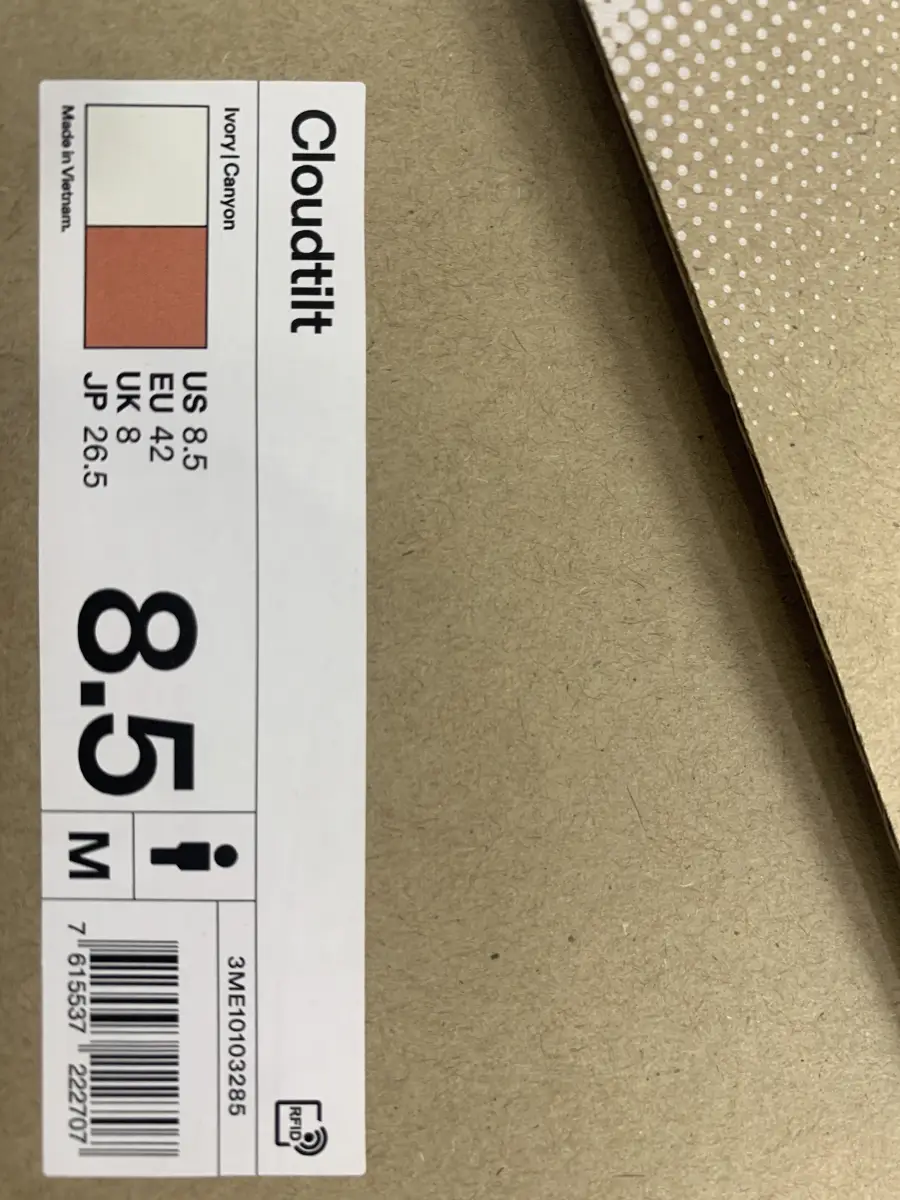 Cloudtilt
RFID
Ivory | Canyon
Made in Vietnam.
US 8.5
EU 42
UK 8
JP 26.5
8.5
M
3ME10103285
7 615537 222707